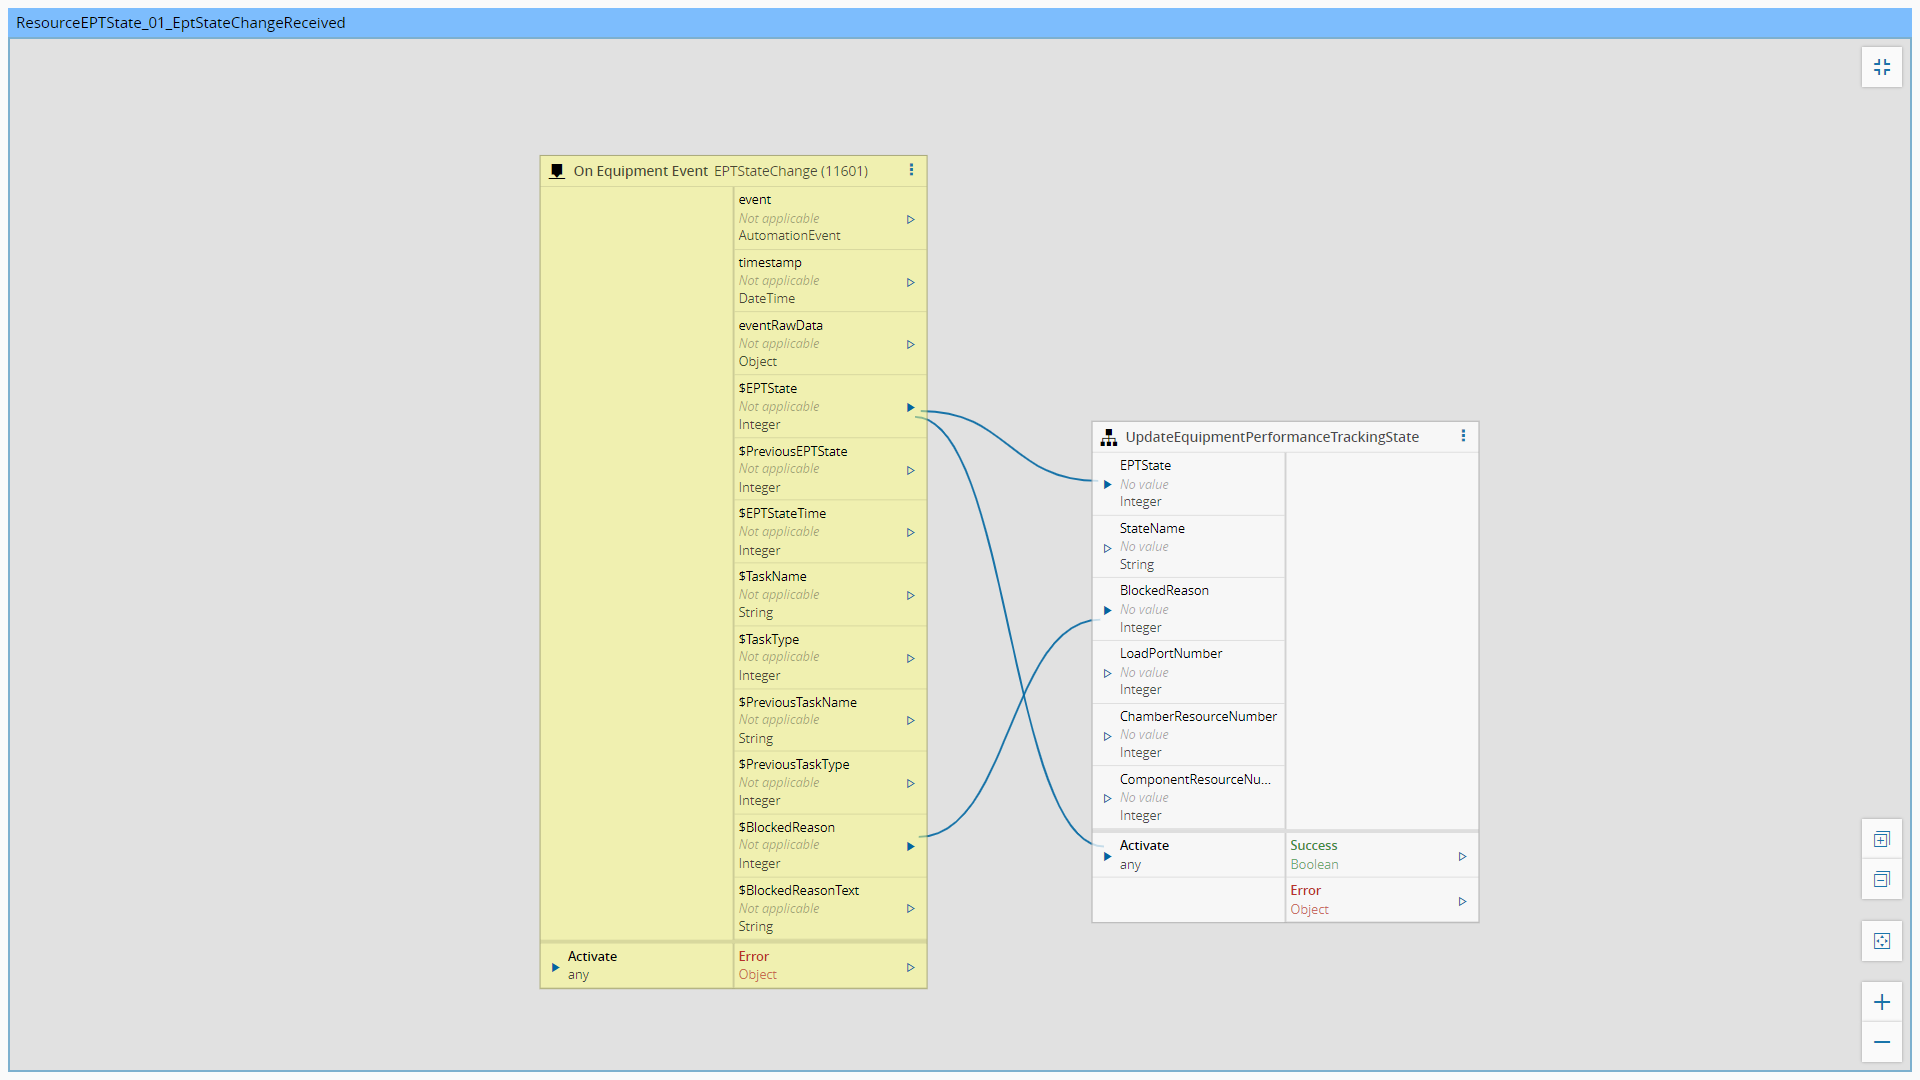 ResourceEPTState_01_EptStateChangeReceived
On Equipment Event EPTStateChange (11601)
event
Not applicable
AutomationEvent
timestamp
Not applicable
DateTime
eventRawData
Not applicable
Object
$EPTState
Not applicable
Integer
$PreviousEPTState
Not applicable
Integer
$EPTStateTime
Not applicable
Integer
$TaskName
Not applicable
String
$TaskType
Not applicable
Integer
$PreviousTaskName
Not applicable
String
$PreviousTaskType
Not applicable
Integer
$BlockedReason
Not applicable
Integer
$BlockedReasonText
Not applicable
String
Activate
any
Error
Object
UpdateEquipmentPerformanceTrackingState
EPTState
No value
Integer
StateName
No value
String
BlockedReason
No value
Integer
LoadPortNumber
No value
Integer
ChamberResourceNumber
No value
Integer
ComponentResourceNu...
No value
Integer
Activate
any
Success
Boolean
Error
Object